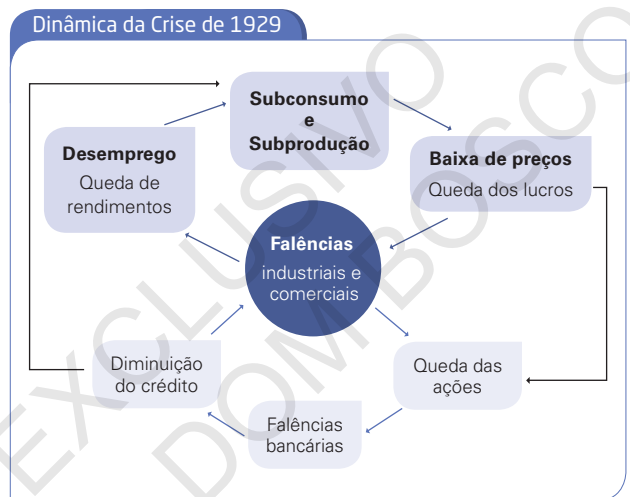 Dinâmica da Crise de 1929
Subconsumo
e
Subprodução
Desemprego
Queda de
rendimentos
Baixa de preços
Queda dos lucros
Falências
industriais e
comerciais
Diminuição
do crédito
Queda das
ações
Falências
bancárias
EXCLUSIVO
DOM BOSCO